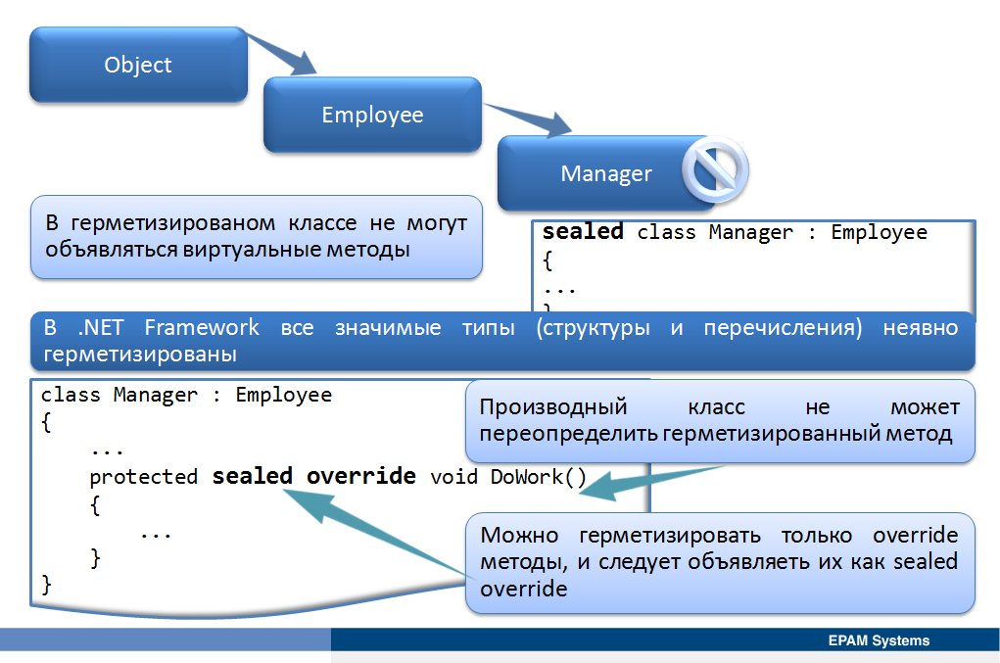 Object
Employee
Manager
В герметизированом классе не могут
объявляться виртуальные методы
sealed class Manager : Employee
{
...
}
В .NET Framework все значимые типы (структуры и перечисления) неявно
герметизированы
class Manager : Employee
{
...
protected sealed override void DoWork()
{
...
}
}
Производный класс не может
переопределить герметизированный метод
Можно герметизировать только override
методы, и следует объявляеть их как sealed
override
EPAM Systems